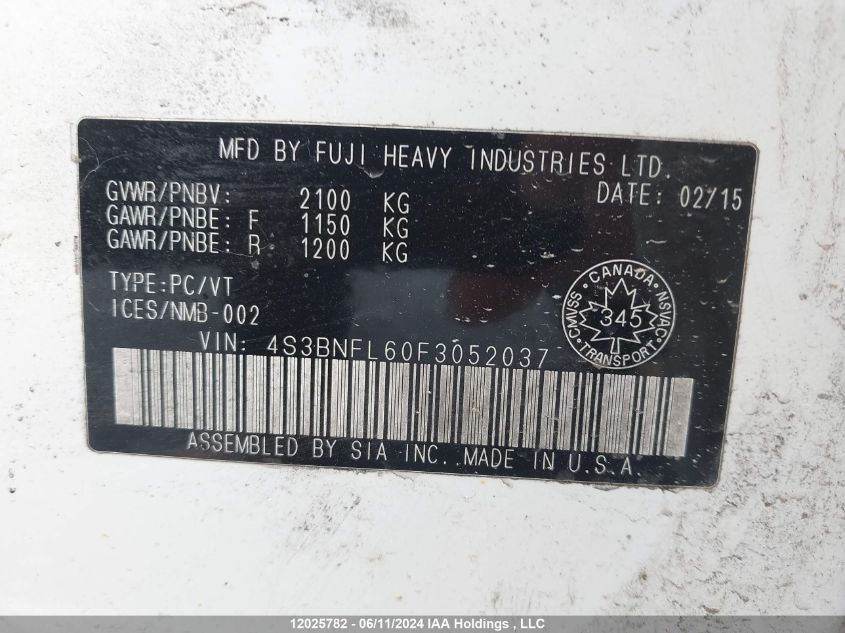 MFD BY FUJI HEAVY INDUSTRIES LTD.
GVWR/PNBV: 2100 KG DATE: 02/15
GAWR/PNBE: F 1150 KG
GAWR/PNBE: R 1200 KG
TYPE:PC/VT
ICES/NMB-002
CANADA
CMVSS 345 NSVAC
TRANSPORT
VIN: 4S3BNFL60F3052037
ASSEMBLED BY SIA INC. MADE IN U.S.A.
12025782 - 06/11/2024 IAA Holdings , LLC